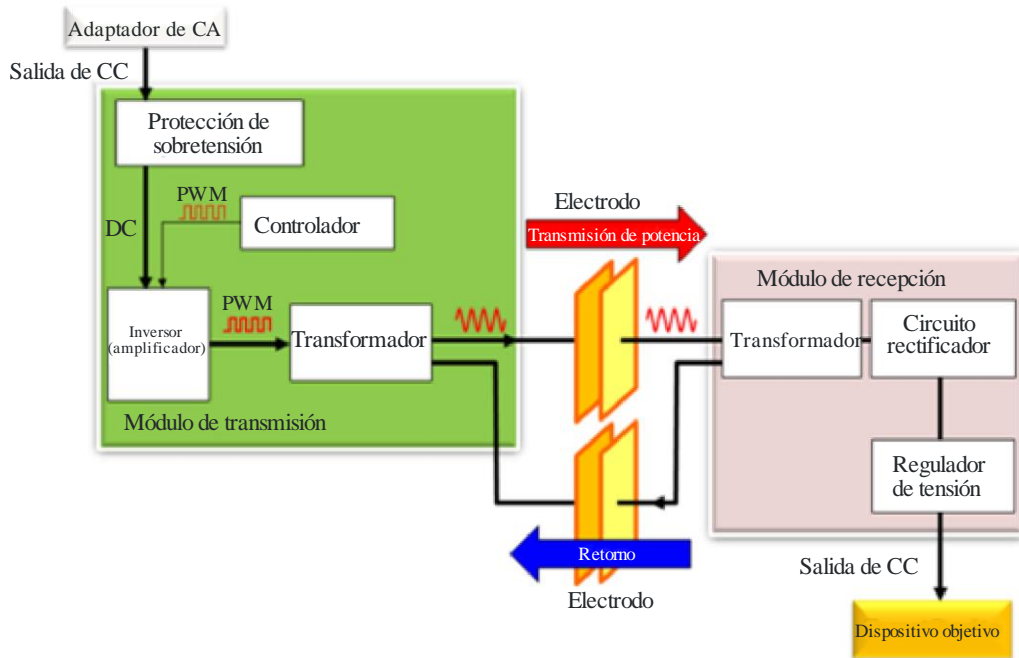 Adaptador de CA
Salida de CC
Protección de
sobretensión
PWM
Controlador
DC
Electrodo
Transmisión de potencia
Módulo de recepción
PWM
Inversor
(amplificador)
Transformador
Transformador
Circuito
rectificador
Módulo de transmisión
Regulador
de tensión
Retorno
Salida de CC
Electrodo
Dispositivo objetivo